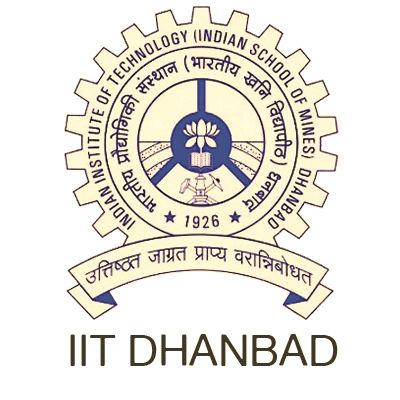 INDIAN INSTITUTE OF TECHNOLOGY (INDIAN SCHOOL OF MINES) DHANBAD
भारतीय प्रौद्योगिकी संस्थान (भारतीय खनि विद्यापीठ) धनबाद
★ 1926 ★
उत्तिष्ठत जाग्रत प्राप्य वरान्निबोधत
IIT DHANBAD